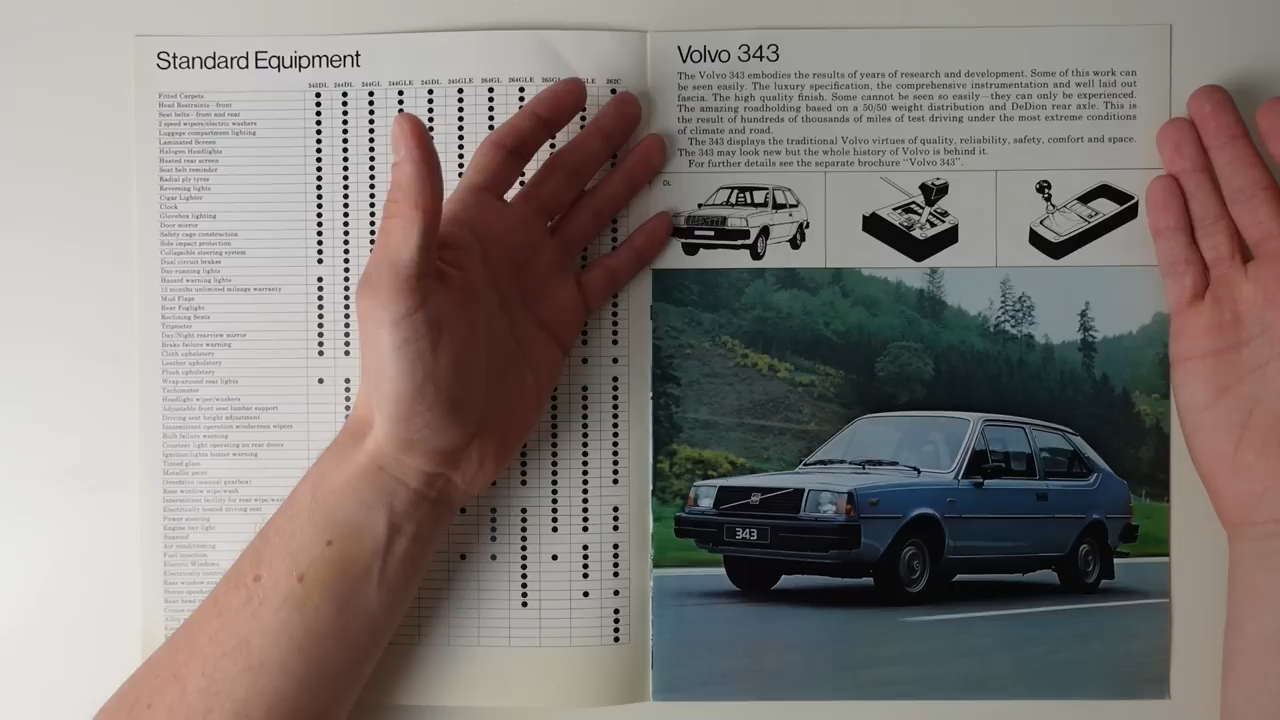 Standard Equipment
343DL 244DL 244GL 244GLE 245DL 245GLE 264GL 264GLE 265GL GLE 262C
Fitted Carpets
Head Restraints—front
Seat belts—front and rear
2 speed wipers/electric washers
Luggage compartment lighting
Laminated Screen
Halogen Headlights
Heated rear screen
Seat belt reminder
Radial ply tyres
Reversing lights
Cigar Lighter
Clock
Glovebox lighting
Door mirror
Safety cage construction
Side impact protection
Collapsible steering system
Dual circuit brakes
Day running lights
Hazard warning lights
12 months unlimited mileage warranty
Mud Flaps
Rear Foglight
Reclining Seats
Tripmeter
Day/Night rearview mirror
Brake failure warning
Cloth upholstery
Leather upholstery
Plush upholstery
Wrap-around rear lights
Tachometer
Headlight wiper/washers
Adjustable front seat lumbar support
Driving seat height adjustment
Intermittent operation windscreen wipers
Bulb failure warning
Courtesy light operating on rear doors
Ignition/lights buzzer warning
Tinted glass
Metallic paint
Overdrive (manual gearbox)
Rear window wipe/wash
Intermittent facility for rear wipe/wash
Electrically heated driving seat
Power steering
Engine bay light
Sunroof
Air conditioning
Fuel injection
Electric Windows
Electrically
Rear window
Stereo
Rear head
Volvo 343
The Volvo 343 embodies the results of years of research and development. Some of this work can
be seen easily. The luxury specification, the comprehensive instrumentation and well laid out
fascia. The high quality finish. Some cannot be seen so easily—they can only be experienced.
The amazing roadholding based on a 50/50 weight distribution and DeDion rear axle. This is
the result of hundreds of thousands of miles of test driving under the most extreme conditions
of climate and road.
The 343 displays the traditional Volvo virtues of quality, reliability, safety, comfort and space.
The 343 may look new but the whole history of Volvo is behind it.
For further details see the separate brochure "Volvo 343".
DL
343